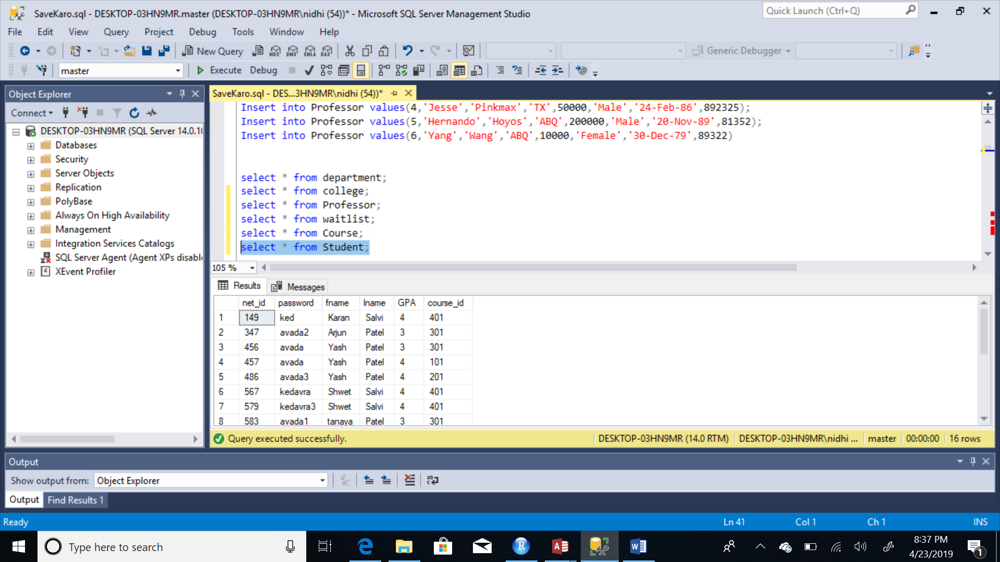 SaveKaro.sql - DESKTOP-03HN9MR.master (DESKTOP-03HN9MR\nidhi (54))* - Microsoft SQL Server Management Studio
Quick Launch (Ctrl+Q)
File Edit View Query Project Debug Tools Window Help
New Query
MDX DMX XMLA DAX
Generic Debugger
master
Execute Debug
Object Explorer
SaveKaro.sql - DES...3HN9MR\nidhi (54))*
Connect
DESKTOP-03HN9MR (SQL Server 14.0.10
Databases
Security
Server Objects
Replication
PolyBase
Always On High Availability
Management
Integration Services Catalogs
SQL Server Agent (Agent XPs disabl
XEvent Profiler
Insert into Professor values(4,'Jesse','Pinkmax','TX',50000,'Male','24-Feb-86',892325);
Insert into Professor values(5,'Hernando','Hoyos','ABQ',200000,'Male','20-Nov-89',81352);
Insert into Professor values(6,'Yang','Wang','ABQ',10000,'Female','30-Dec-79',89322)
select * from department;
select * from college;
select * from Professor;
select * from waitlist;
select * from Course;
select * from Student;
105 %
Results Messages
net_id password fname lname GPA course_id
1 149 ked Karan Salvi 4 401
2 347 avada2 Arjun Patel 3 301
3 456 avada Yash Patel 3 301
4 457 avada Yash Patel 4 101
5 486 avada3 Yash Patel 4 201
6 567 kedavra Shwet Salvi 4 401
7 579 kedavra3 Shwet Salvi 4 401
8 583 avada1 tanaya Patel 3 301
Query executed successfully.
DESKTOP-03HN9MR (14.0 RTM) DESKTOP-03HN9MR\nidhi ... master 00:00:00 16 rows
Output
Show output from: Object Explorer
Output Find Results 1
Ready
Ln 41 Col 1 Ch 1 INS
Type here to search
8:37 PM
4/23/2019
1